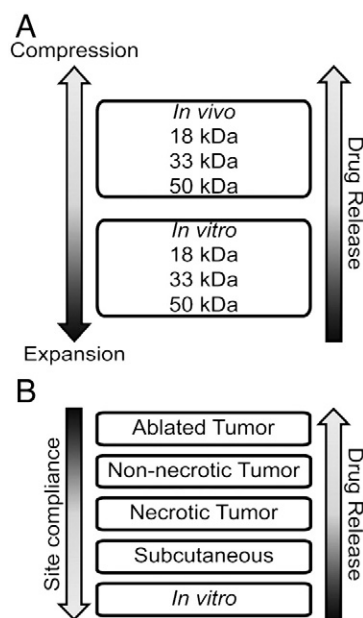 A
Compression
In vivo
18 kDa
33 kDa
50 kDa
In vitro
18 kDa
33 kDa
50 kDa
Expansion
Drug Release
B
Site compliance
Ablated Tumor
Non-necrotic Tumor
Necrotic Tumor
Subcutaneous
In vitro
Drug Release